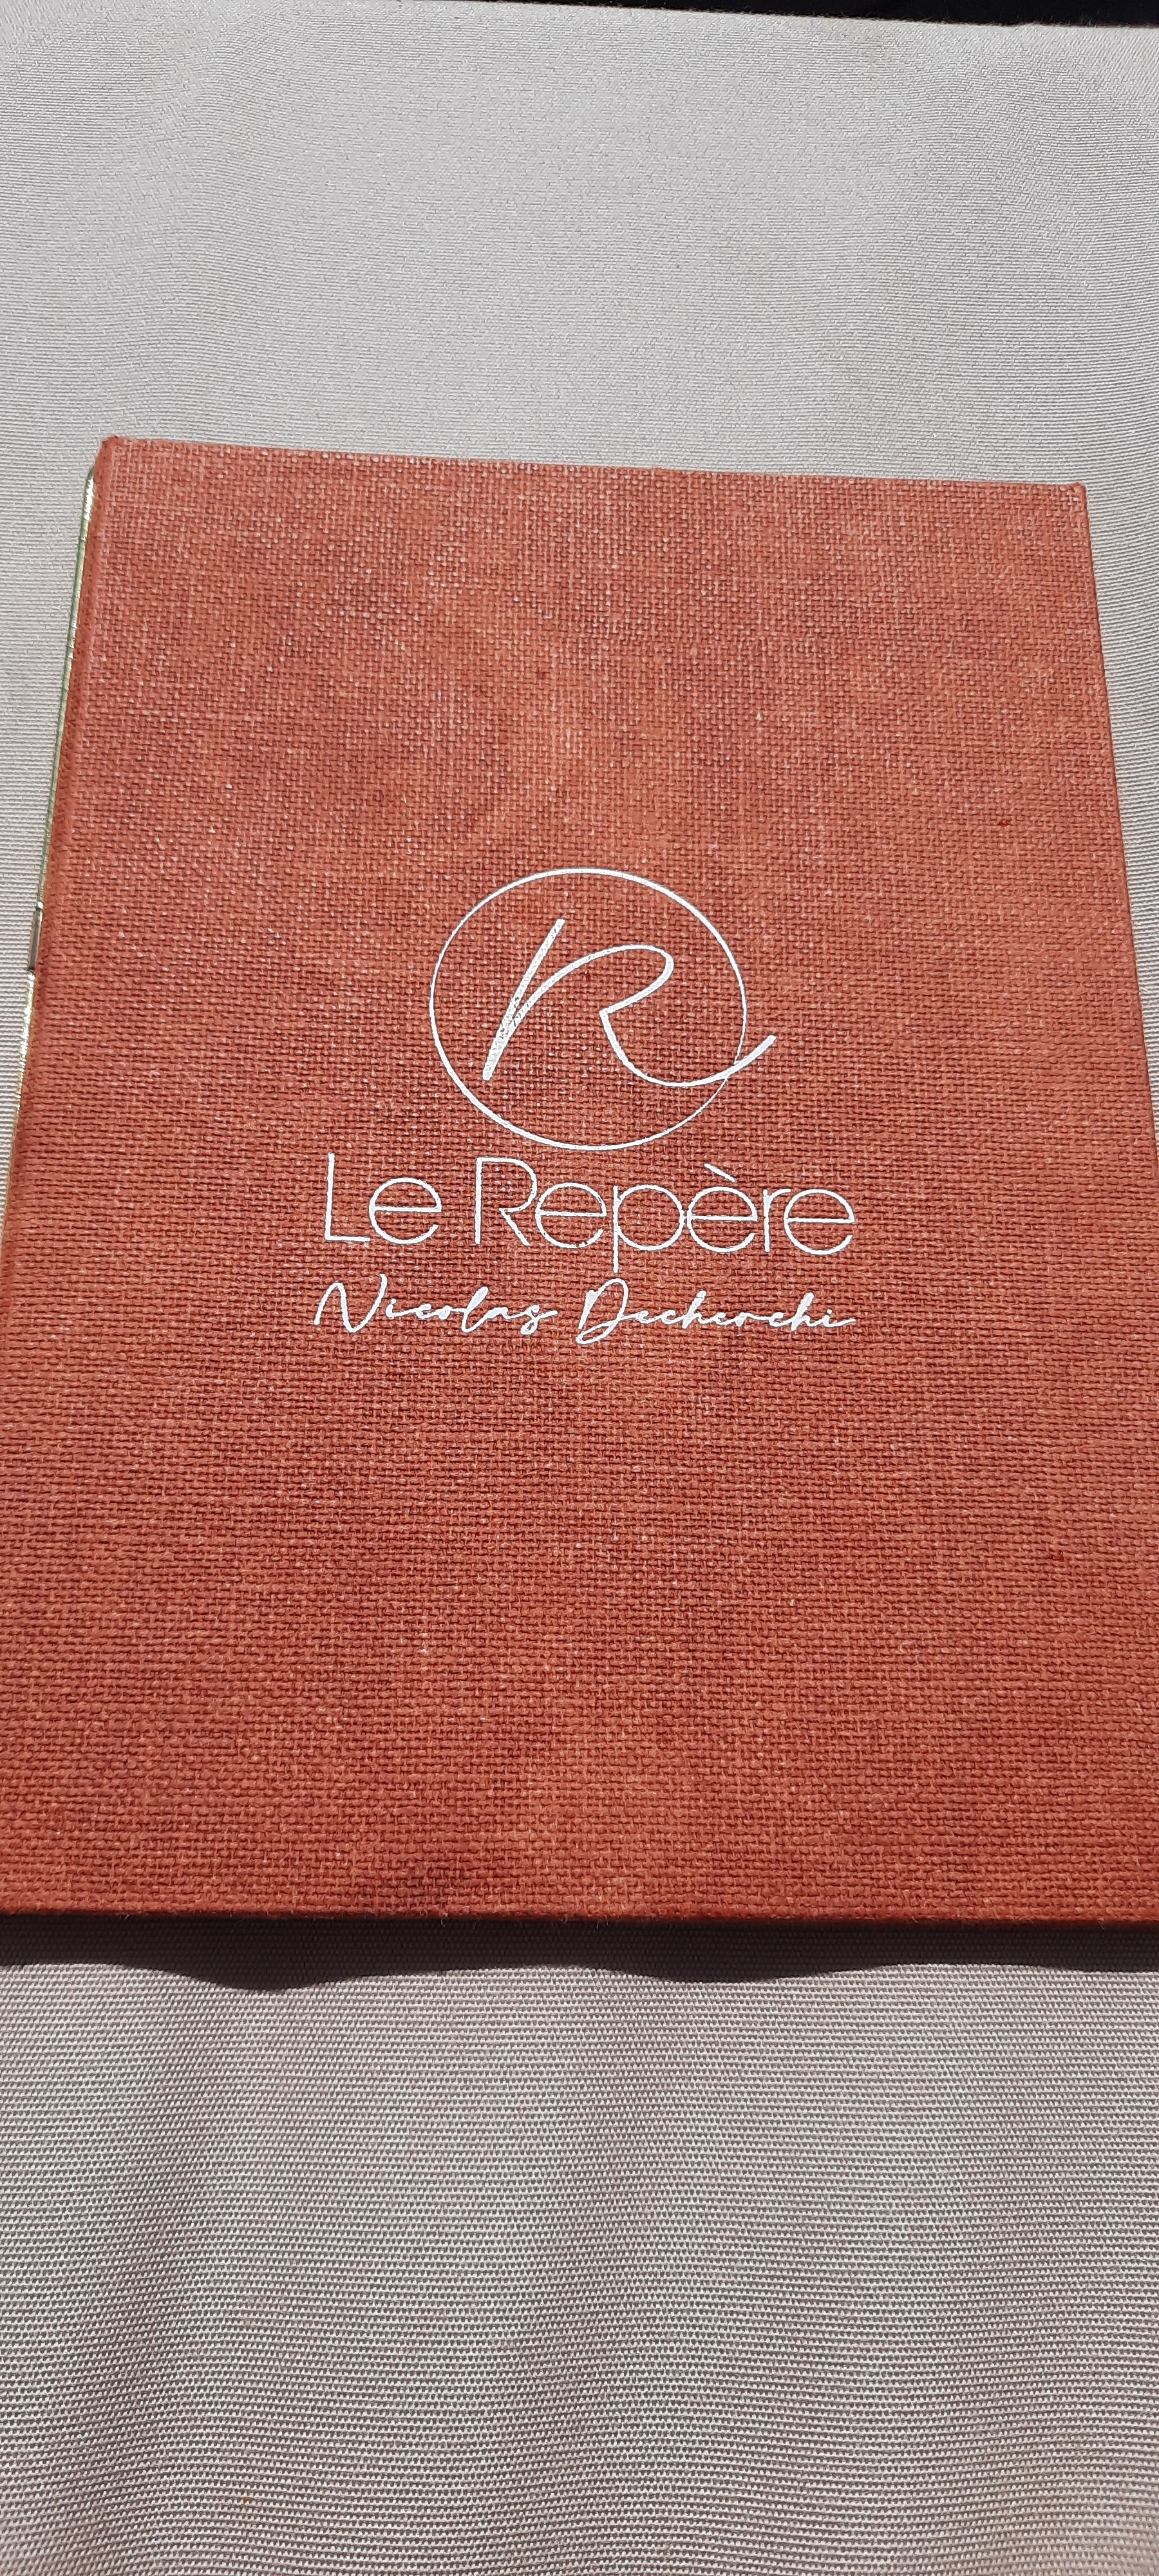 R
Le Repère
Nicolas Decherchi